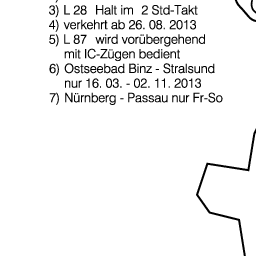 3) L 28 Halt im 2 Std-Takt
4) verkehrt ab 26. 08. 2013
5) L 87 wird vorübergehend
mit IC-Zügen bedient
6) Ostseebad Binz - Stralsund
nur 16. 03. - 02. 11. 2013
7) Nürnberg - Passau nur Fr-So